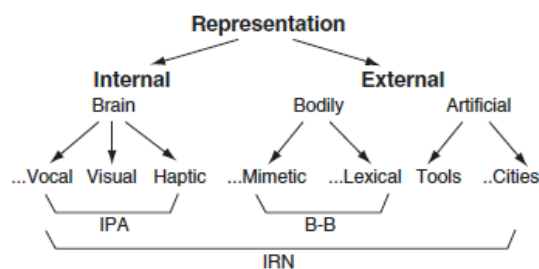 Representation
Internal External
Brain Bodily Artificial
...Vocal Visual Haptic ...Mimetic ...Lexical Tools ..Cities
IPA B-B
IRN